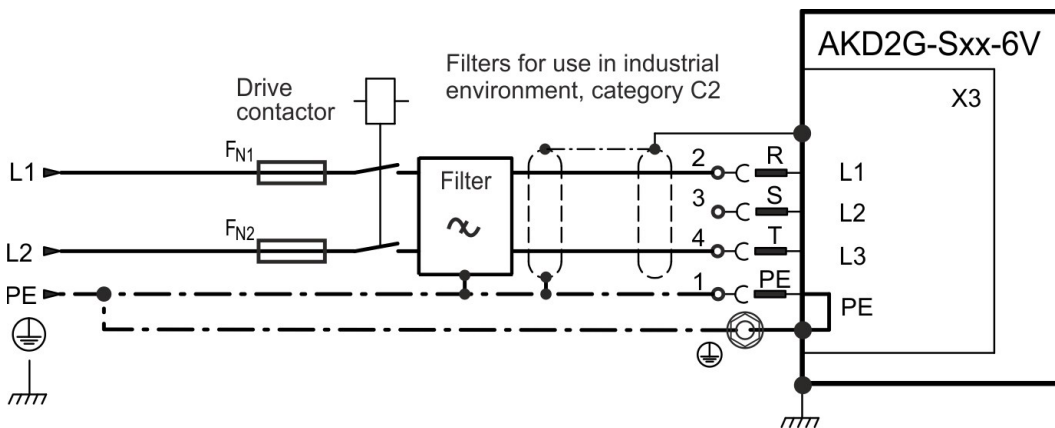 AKD2G-Sxx-6V
Filters for use in industrial
environment, category C2
Drive
contactor
X3
L1
FN1
Filter
2
R
L1
3
S
L2
L2
FN2
4
T
L3
PE
1
PE
PE